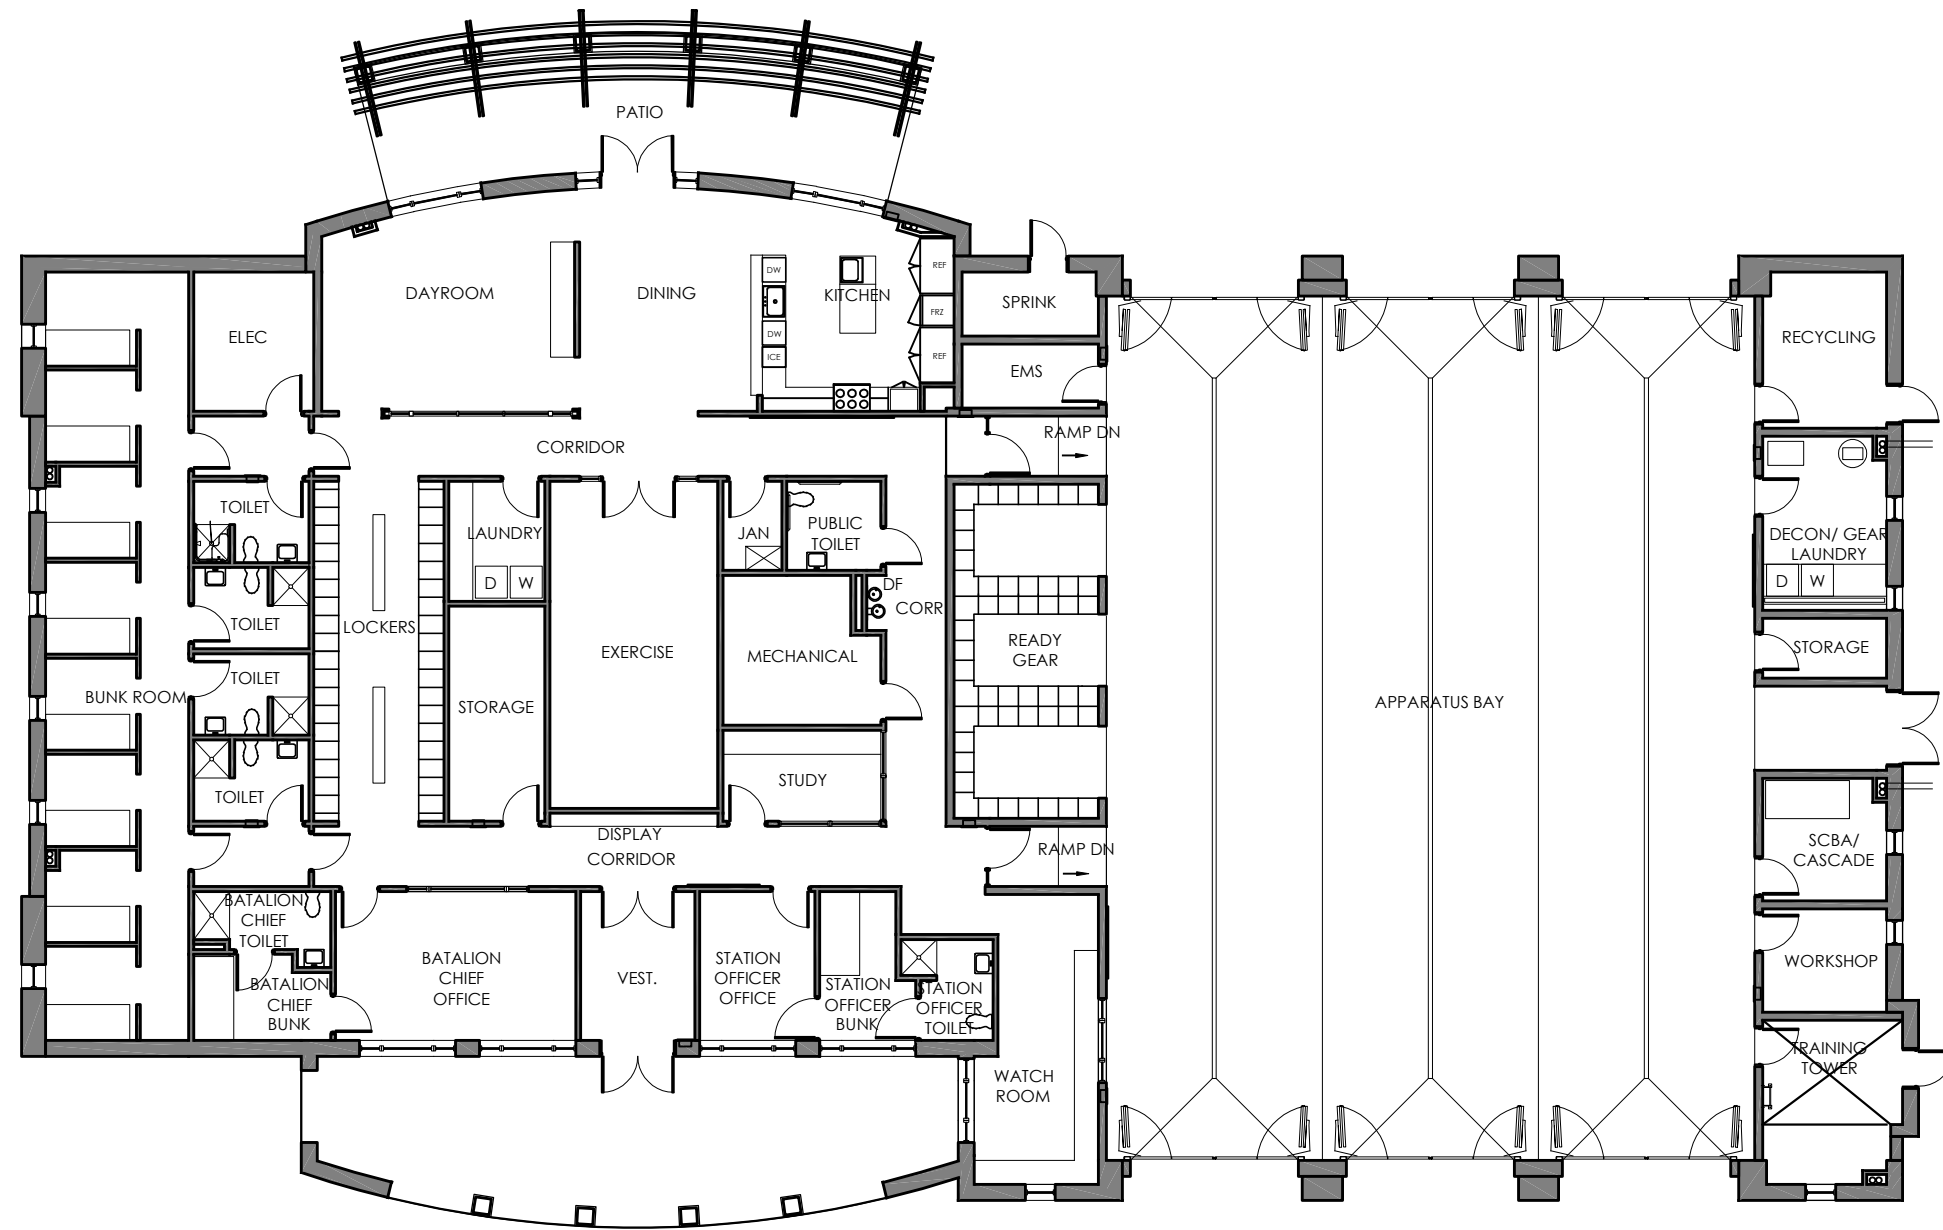 PATIO
DAYROOM
DINING
KITCHEN
DW
DW
ICE
REF
FRZ
REF
SPRINK
EMS
ELEC
RECYCLING
CORRIDOR
RAMP DN
TOILET
LAUNDRY
D
W
JAN
PUBLIC
TOILET
DF
CORR
DECON/ GEAR
LAUNDRY
D
W
TOILET
LOCKERS
EXERCISE
MECHANICAL
READY
GEAR
STORAGE
BUNK ROOM
TOILET
STORAGE
APPARATUS BAY
TOILET
STUDY
DISPLAY
CORRIDOR
RAMP DN
SCBA/
CASCADE
BATALION
CHIEF
TOILET
BATALION
CHIEF
BUNK
BATALION
CHIEF
OFFICE
VEST.
STATION
OFFICER
OFFICE
STATION
OFFICER
BUNK
STATION
OFFICER
TOILET
WORKSHOP
WATCH
ROOM
TRAINING
TOWER